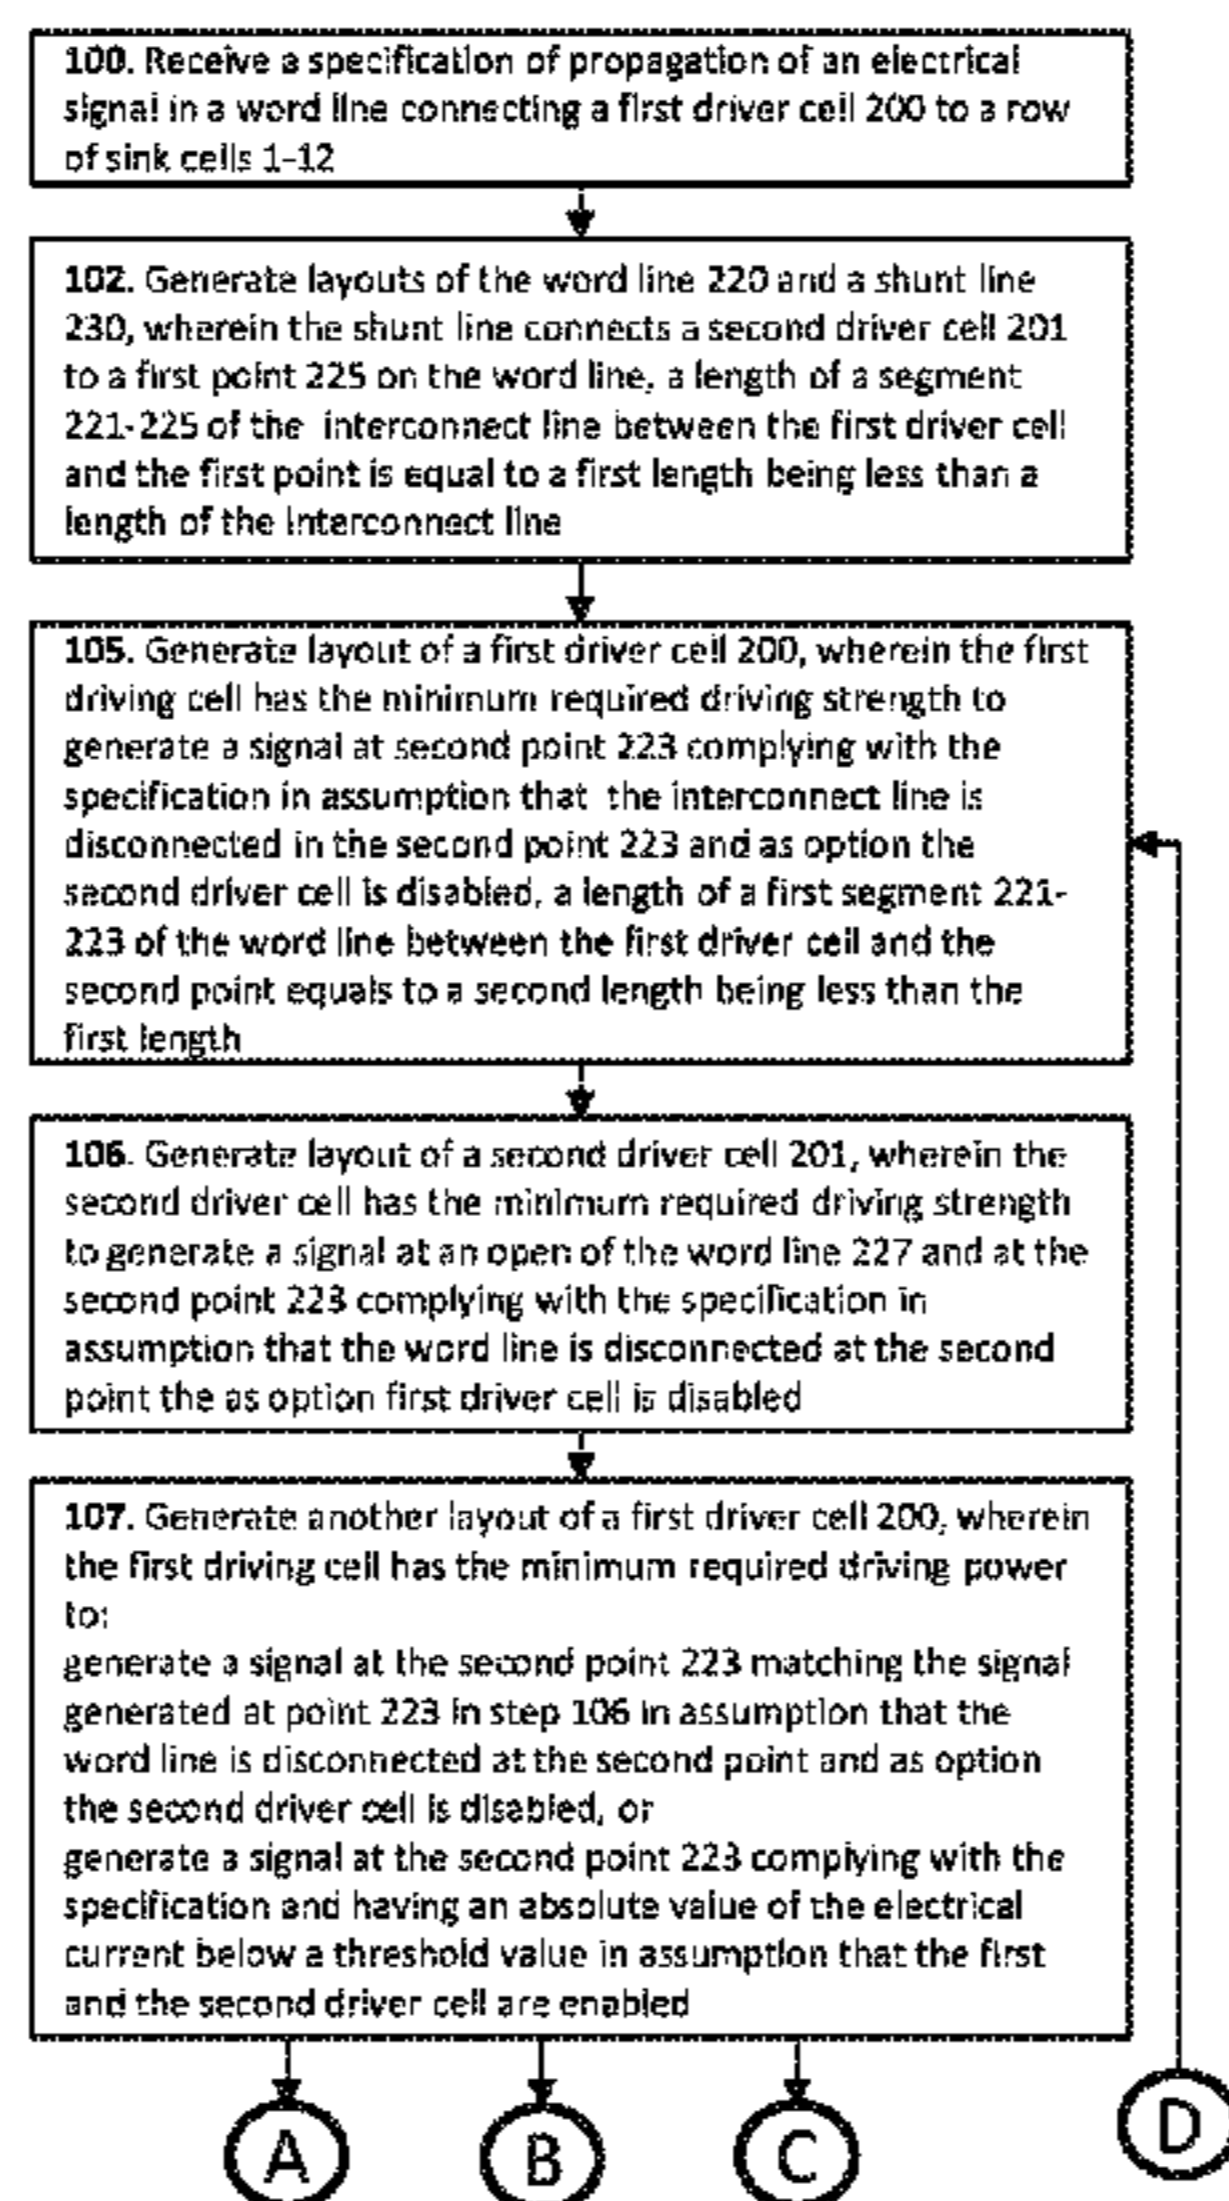 100. Receive a specification of propagation of an electrical
signal in a word line connecting a first driver cell 200 to a row
of sink cells 1-12
102. Generate layouts of the word line 220 and a shunt line
230, wherein the shunt line connects a second driver cell 201
to a first point 225 on the word line, a length of a segment
221-225 of the interconnect line between the first driver cell
and the first point is equal to a first length being less than a
length of the interconnect line
105. Generate layout of a first driver cell 200, wherein the first
driving cell has the minimum required driving strength to
generate a signal at second point 223 complying with the
specification in assumption that the interconnect line is
disconnected in the second point 223 and as option the
second driver cell is disabled, a length of a first segment 221-
223 of the word line between the first driver cell and the
second point equals to a second length being less than the
first length
106. Generate layout of a second driver cell 201, wherein the
second driver cell has the minimum required driving strength
to generate a signal at an open of the word line 227 and at the
second point 223 complying with the specification in
assumption that the word line is disconnected at the second
point the as option first driver cell is disabled
107. Generate another layout of a first driver cell 200, wherein
the first driving cell has the minimum required driving power
to:
generate a signal at the second point 223 matching the signal
generated at point 223 in step 106 in assumption that the
word line is disconnected at the second point and as option
the second driver cell is disabled, or
generate a signal at the second point 223 complying with the
specification and having an absolute value of the electrical
current below a threshold value in assumption that the first
and the second driver cell are enabled
A
B
C
D